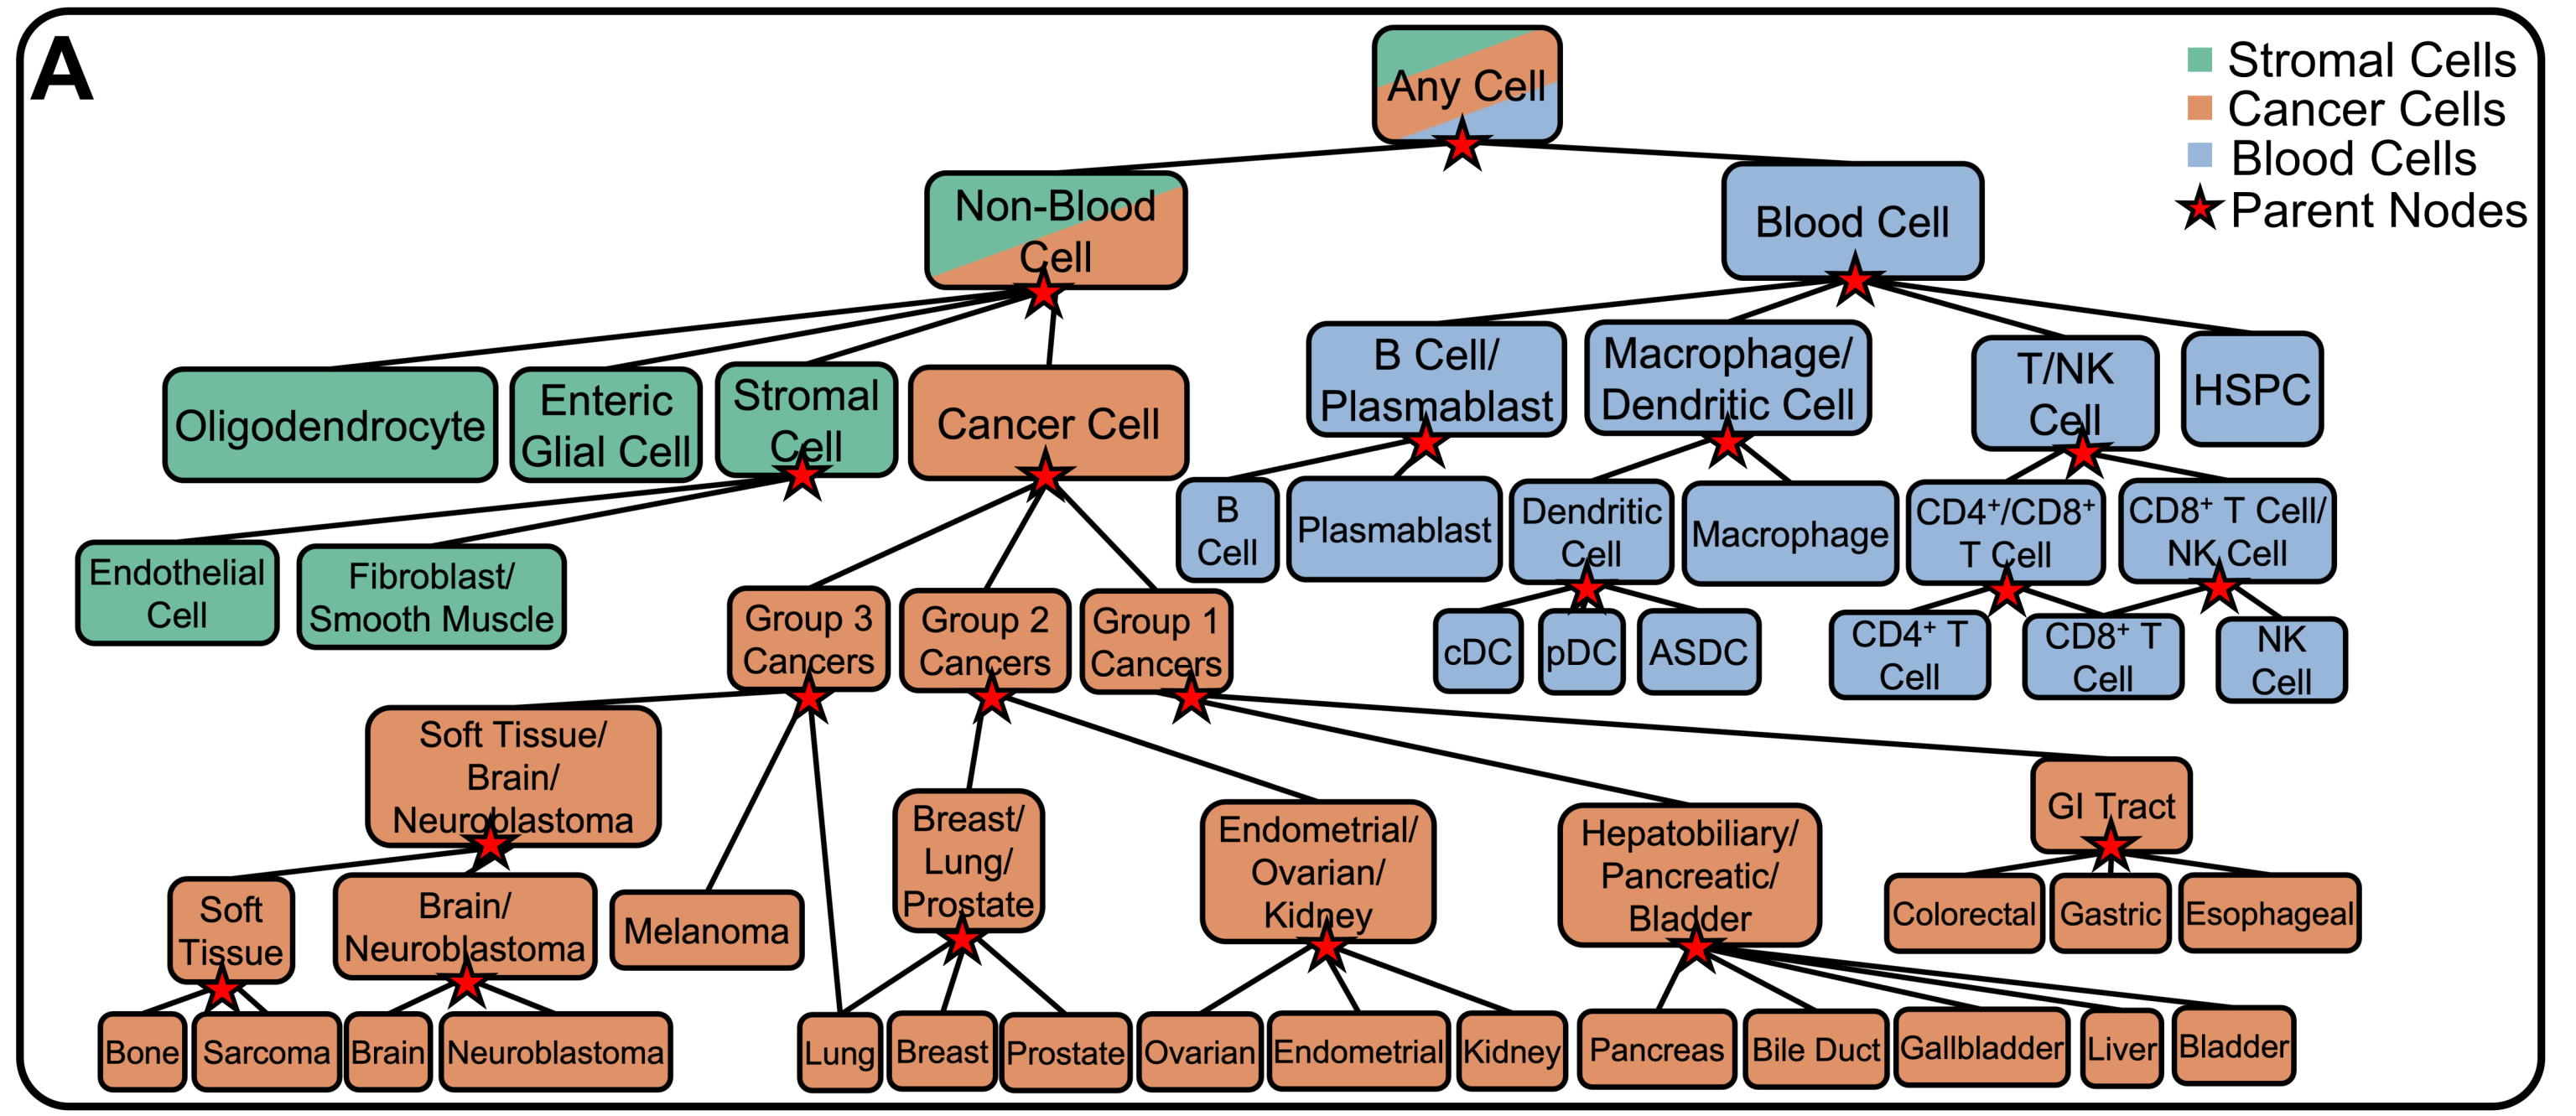 A
Any Cell
Stromal Cells
Cancer Cells
Blood Cells
Parent Nodes
Non-Blood
Cell
Blood Cell
Oligodendrocyte
Enteric
Glial Cell
Stromal
Cell
Cancer Cell
B Cell/
Plasmablast
Macrophage/
Dendritic Cell
T/NK
Cell
HSPC
Endothelial
Cell
Fibroblast/
Smooth Muscle
Group 3
Cancers
Group 2
Cancers
Group 1
Cancers
B
Cell
Plasmablast
Dendritic
Cell
Macrophage
CD4⁺/CD8⁺
T Cell
CD8⁺ T Cell/
NK Cell
cDC
pDC
ASDC
CD4⁺ T
Cell
CD8⁺ T
Cell
NK
Cell
Soft Tissue/
Brain/
Neuroblastoma
Breast/
Lung/
Prostate
Endometrial/
Ovarian/
Kidney
Hepatobiliary/
Pancreatic/
Bladder
GI Tract
Soft
Tissue
Brain/
Neuroblastoma
Melanoma
Colorectal
Gastric
Esophageal
Bone
Sarcoma
Brain
Neuroblastoma
Lung
Breast
Prostate
Ovarian
Endometrial
Kidney
Pancreas
Bile Duct
Gallbladder
Liver
Bladder